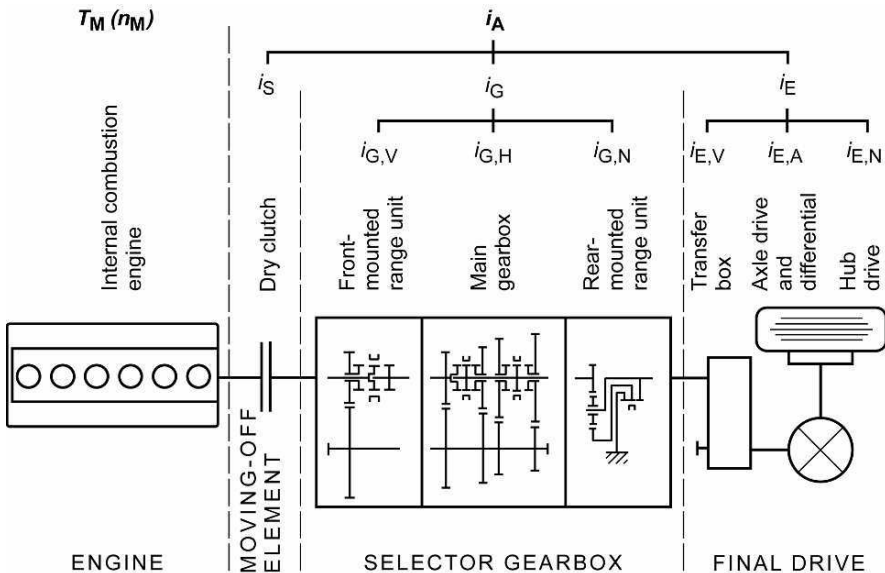 T_M (n_M)
i_A
i_S
i_G
i_E
i_G,V
i_G,H
i_G,N
i_E,V
i_E,A
i_E,N
Internal combustion
engine
Dry clutch
Front-
mounted
range unit
Main
gearbox
Rear-
mounted
range unit
Transfer
box
Axle drive
and
differential
Hub
drive
MOVING-OFF
ELEMENT
ENGINE
SELECTOR GEARBOX
FINAL DRIVE